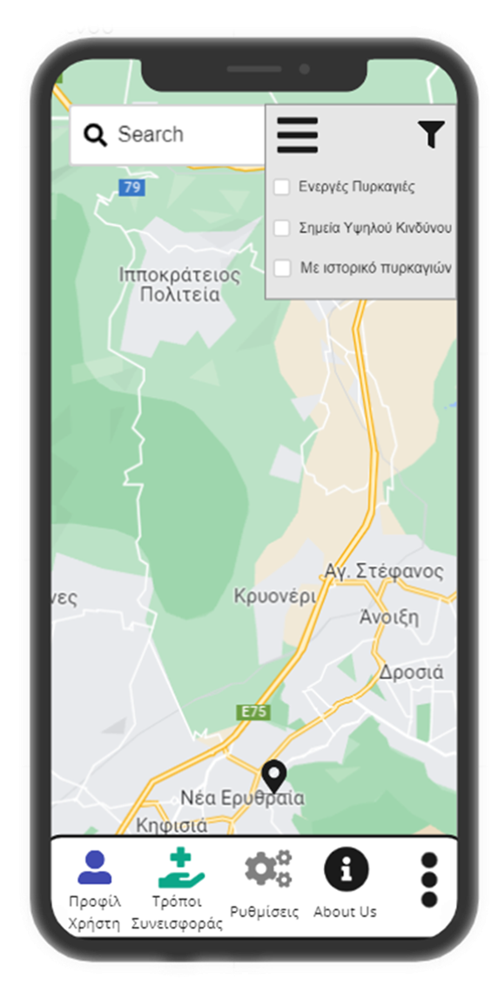 Search
Ενεργές Πυρκαγιές
Σημεία Υψηλού Κινδύνου
Με ιστορικό πυρκαγιών
79
Ιπποκράτειος
Πολιτεία
Αγ. Στέφανος
νες
Κρυονέρι
Άνοιξη
Δροσιά
E75
Νέα Ερυθραία
Κηφισιά
Προφίλ
Χρήστη
Τρόποι
Συνεισφοράς
Ρυθμίσεις
About Us